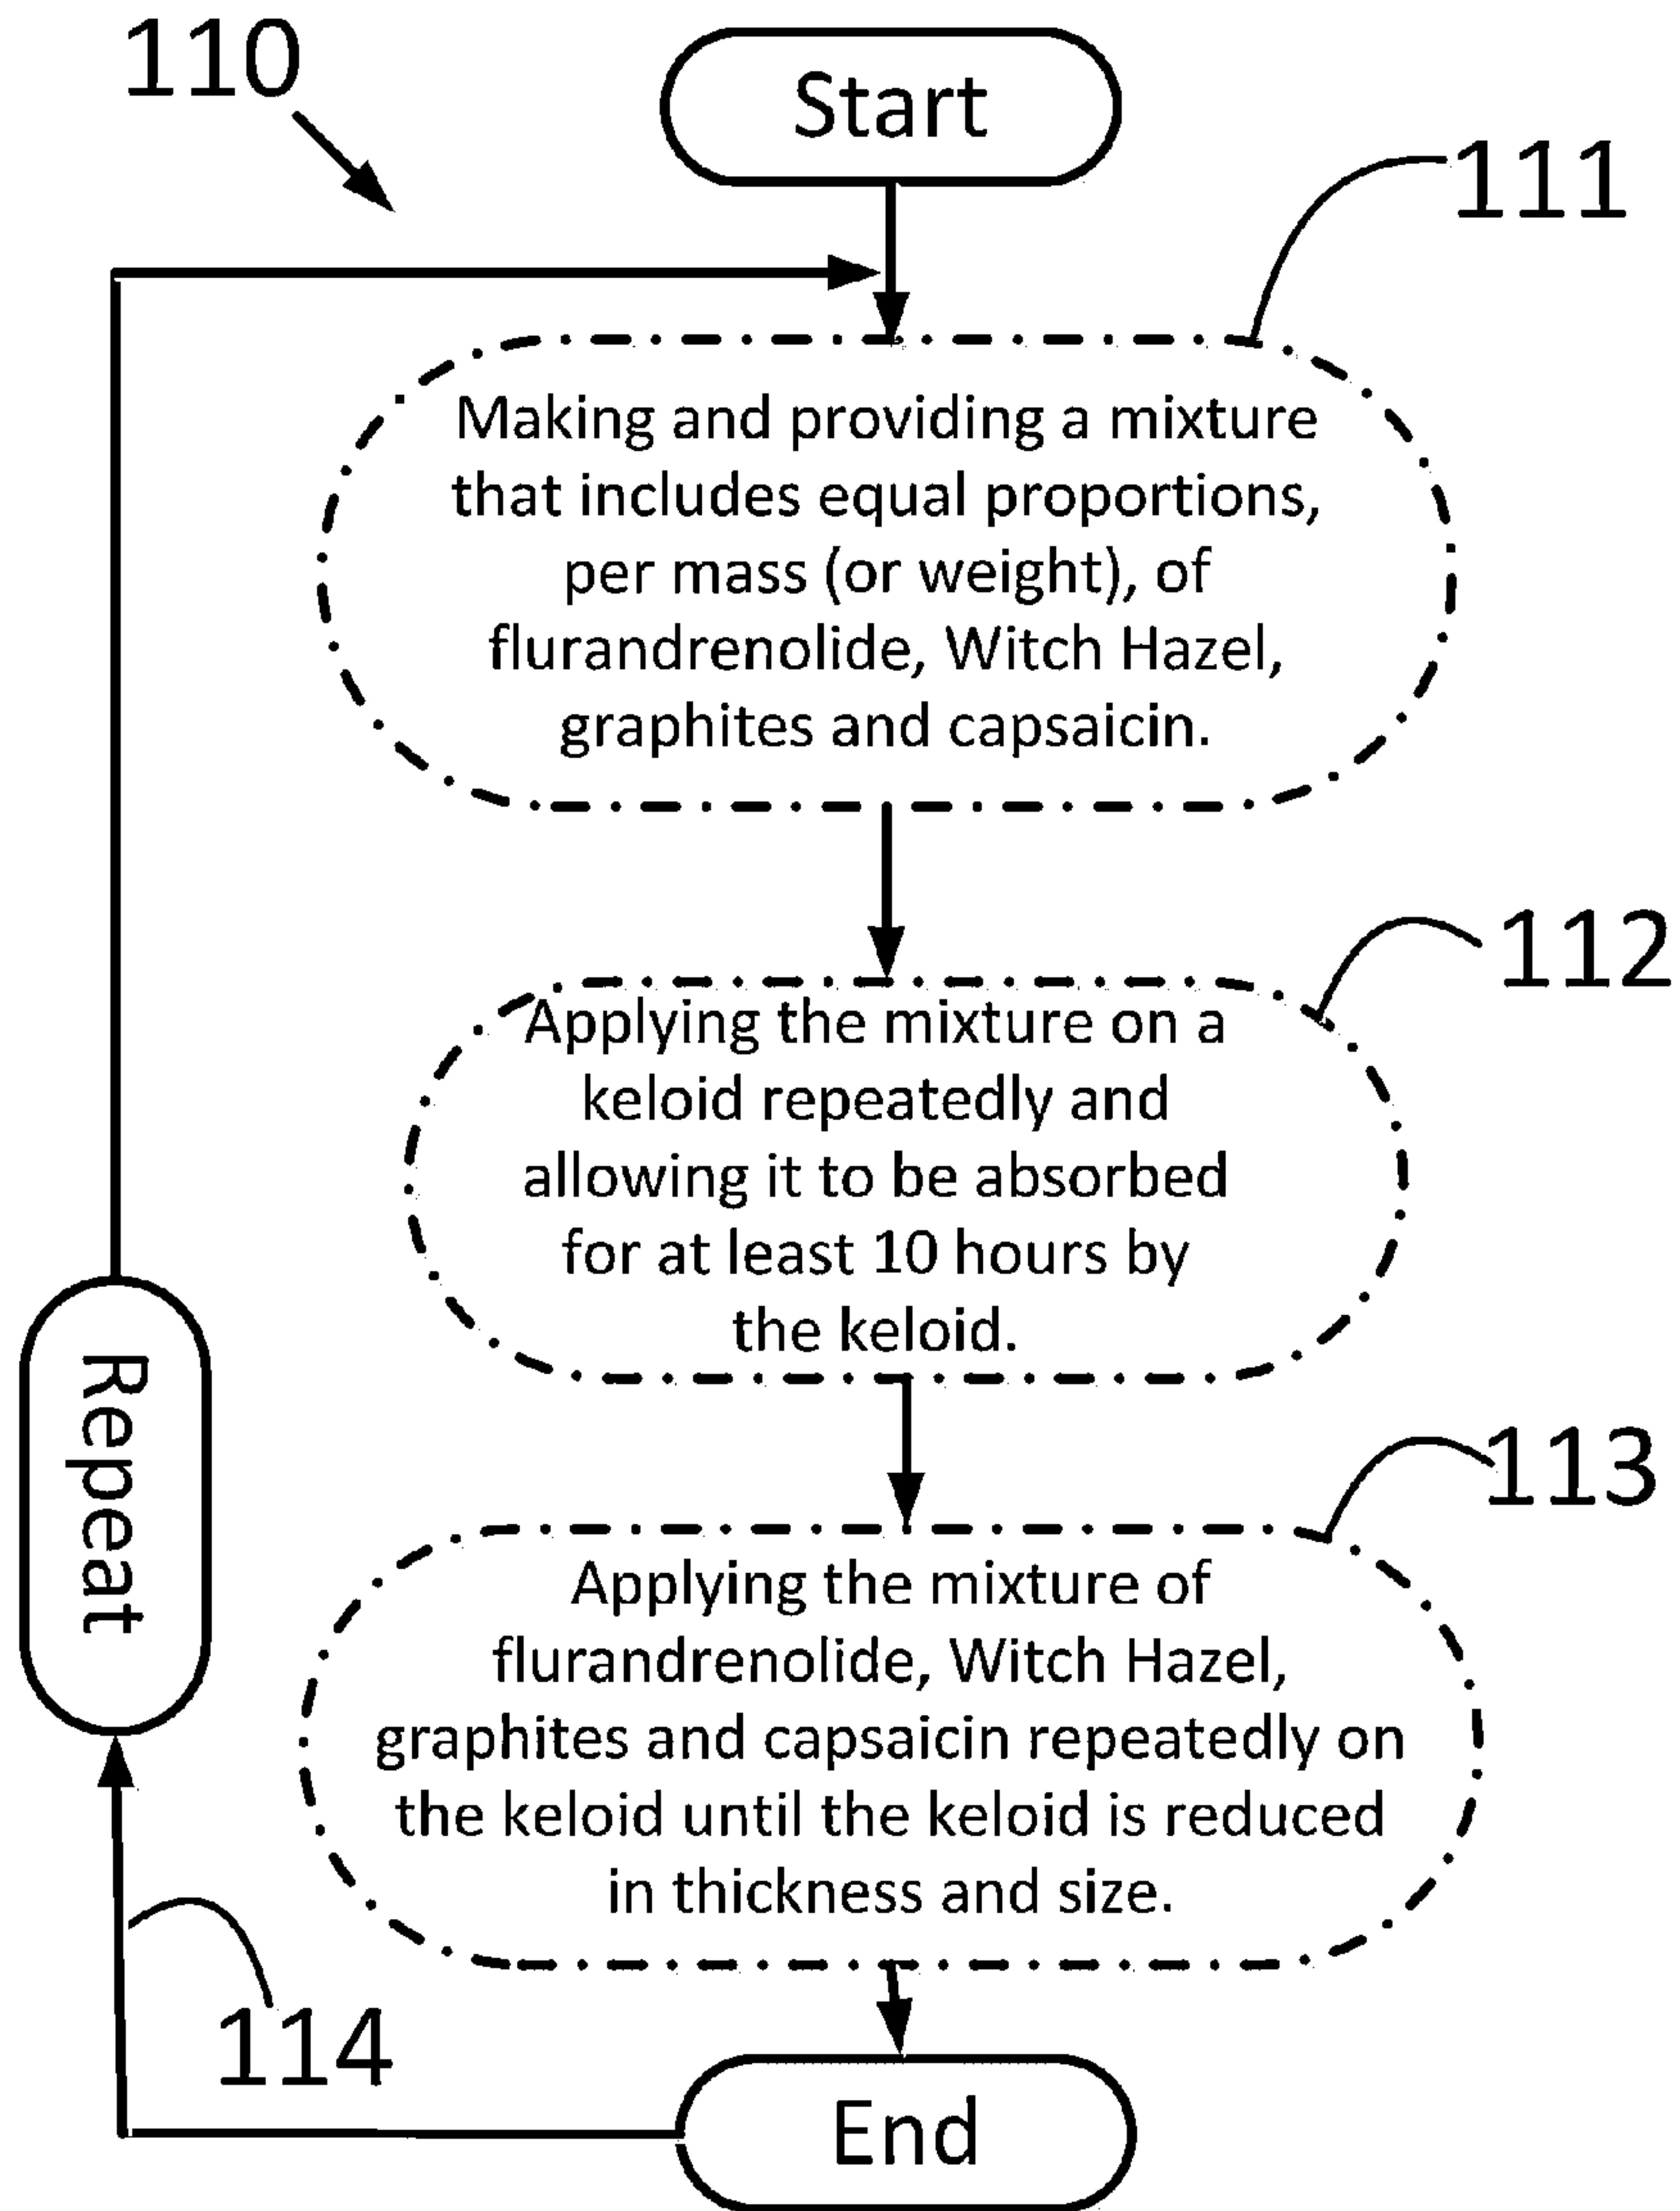 110
Start
111
Making and providing a mixture
that includes equal proportions,
per mass (or weight), of
flurandrenolide, Witch Hazel,
graphites and capsaicin.
112
Applying the mixture on a
keloid repeatedly and
allowing it to be absorbed
for at least 10 hours by
the keloid.
113
Applying the mixture of
flurandrenolide, Witch Hazel,
graphites and capsaicin repeatedly on
the keloid until the keloid is reduced
in thickness and size.
Repeat
114
End